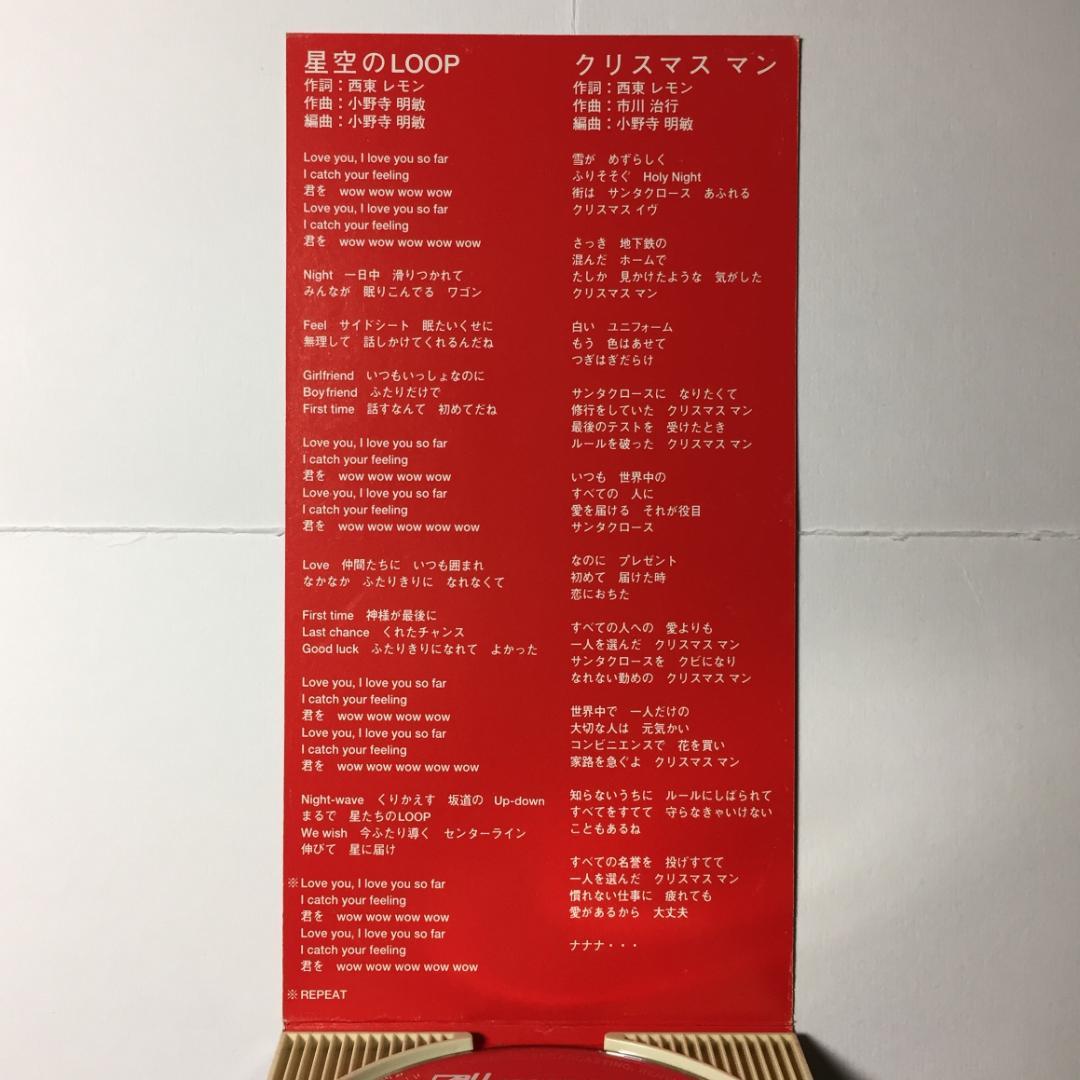 星空のLOOP
作詞：西東 レモン
作曲：小野寺 明敏
編曲：小野寺 明敏
Love you, I love you so far
I catch your feeling
君を　wow wow wow wow
Love you, I love you so far
I catch your feeling
君を　wow wow wow wow wow
Night　一日中　滑りつかれて
みんなが　眠りこんでる　ワゴン
Feel　サイドシート　眠たいくせに
無理して　話しかけてくれるんだね
Girlfriend　いつもいっしょなのに
Boyfriend　ふたりだけで
First time　話すなんて　初めてだね
Love you, I love you so far
I catch your feeling
君を　wow wow wow wow
Love you, I love you so far
I catch your feeling
君を　wow wow wow wow wow
Love　仲間たちに　いつも囲まれ
なかなか　ふたりきりに　なれなくて
First time　神様が最後に
Last chance　くれたチャンス
Good luck　ふたりきりになれて　よかった
Love you, I love you so far
I catch your feeling
君を　wow wow wow wow
Love you, I love you so far
I catch your feeling
君を　wow wow wow wow wow
Night-wave　くりかえす　坂道の　Up-down
まるで　星たちのLOOP
We wish　今ふたり導く　センターライン
伸びて　星に届け
※Love you, I love you so far
I catch your feeling
君を　wow wow wow wow
Love you, I love you so far
I catch your feeling
君を　wow wow wow wow wow
※REPEAT
クリスマス マン
作詞：西東 レモン
作曲：市川 治行
編曲：小野寺 明敏
雪が　めずらしく
ふりそそぐ　Holy Night
街は　サンタクロース　あふれる
クリスマス イヴ
さっき　地下鉄の
混んだ　ホームで
たしか　見かけたような　気がした
クリスマス マン
白い　ユニフォーム
もう　色はあせて
つぎはぎだらけ
サンタクロースに　なりたくて
修行をしていた　クリスマス マン
最後のテストを　受けたとき
ルールを破った　クリスマス マン
いつも　世界中の
すべての　人に
愛を届ける　それが役目
サンタクロース
なのに　プレゼント
初めて　届けた時
恋におちた
すべての人への　愛よりも
一人を選んだ　クリスマス マン
サンタクロースを　クビになり
なれない勤めの　クリスマス マン
世界中で　一人だけの
大切な人は　元気かい
コンビニエンスで　花を買い
家路を急ぐよ　クリスマス マン
知らないうちに　ルールにしばられて
すべてをすてて　守らなきゃいけない
こともあるね
すべての名誉を　投げすてて
一人を選んだ　クリスマス マン
慣れない仕事に　疲れても
愛があるから　大丈夫
ナナナ・・・